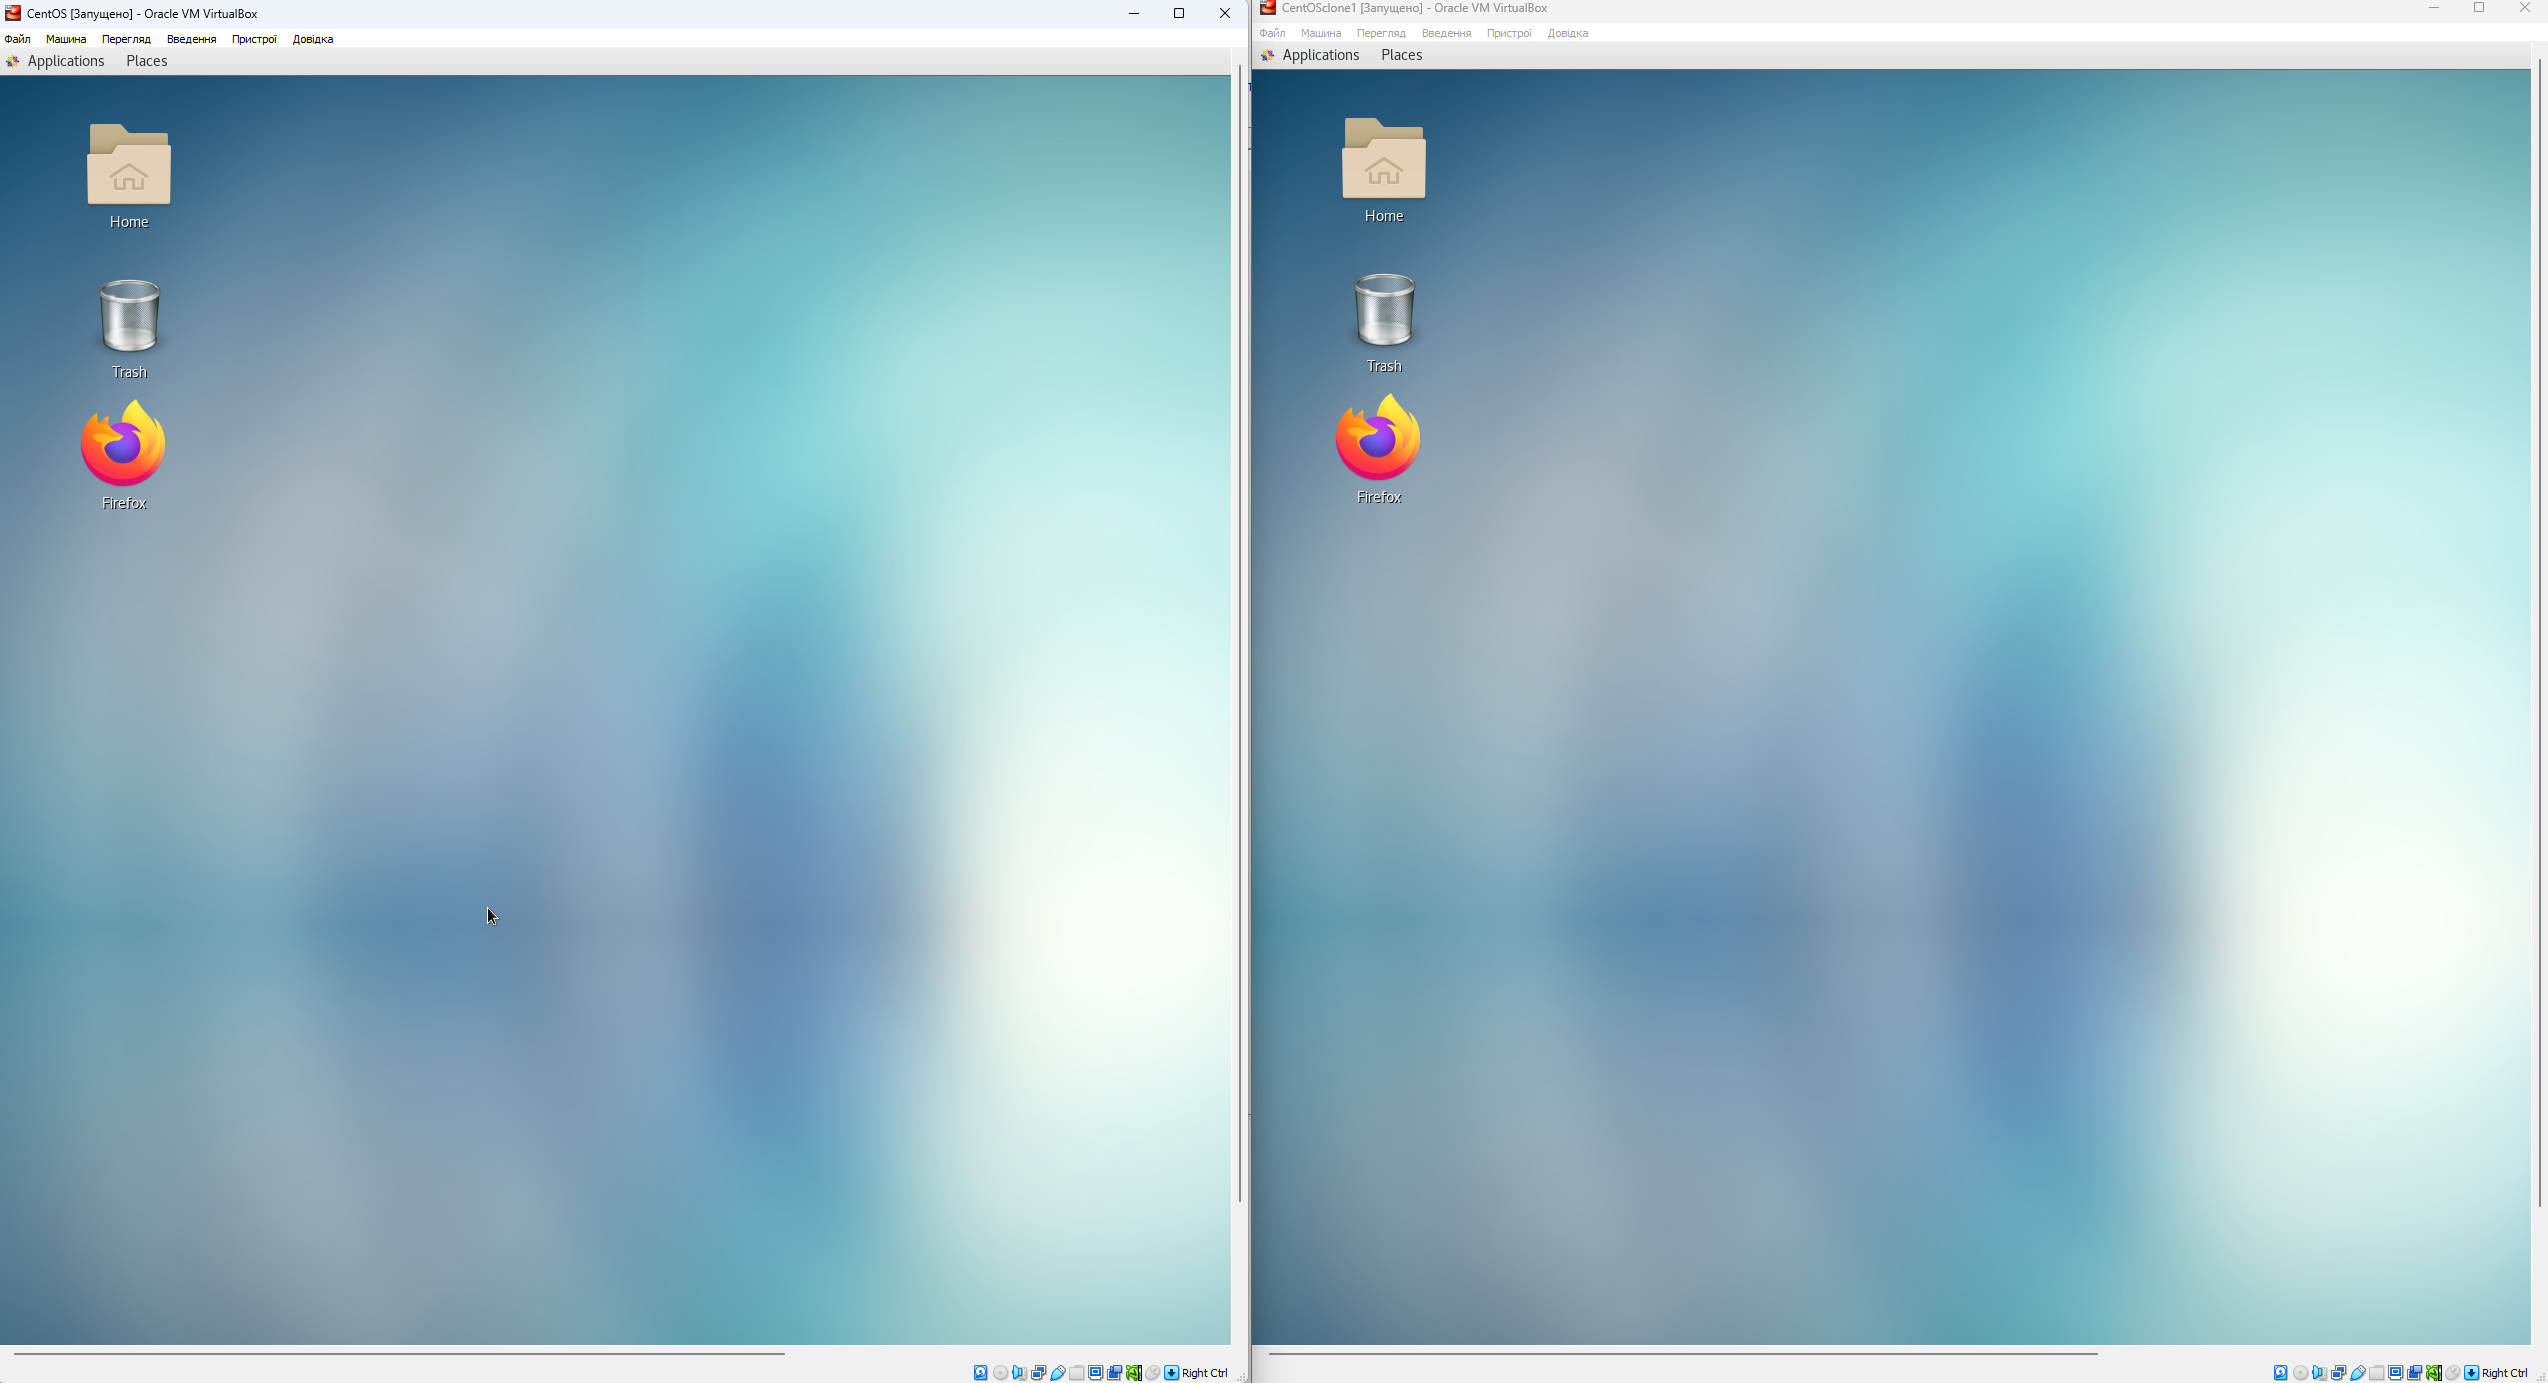 CentOS [Запущено] - Oracle VM VirtualBox
Файл Машина Перегляд Введення Пристрої Довідка
Applications Places
Home
Trash
Firefox
Right Ctrl
CentOSclone1 [Запущено] - Oracle VM VirtualBox
Файл Машина Перегляд Введення Пристрої Довідка
Applications Places
Home
Trash
Firefox
Right Ctrl